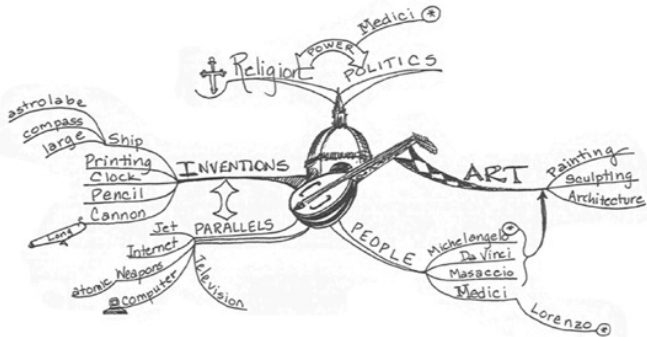 Medici
POWER
Religion
POLITICS
astrolabe
compass
large
Ship
Printing
Clock
Pencil
Cannon
Long
INVENTIONS
ART
Painting
Sculpting
Architecture
PARALLELS
Jet
Internet
atomic Weapons
Computer
Television
PEOPLE
Michelangelo
Da Vinci
Masaccio
Medici
Lorenzo